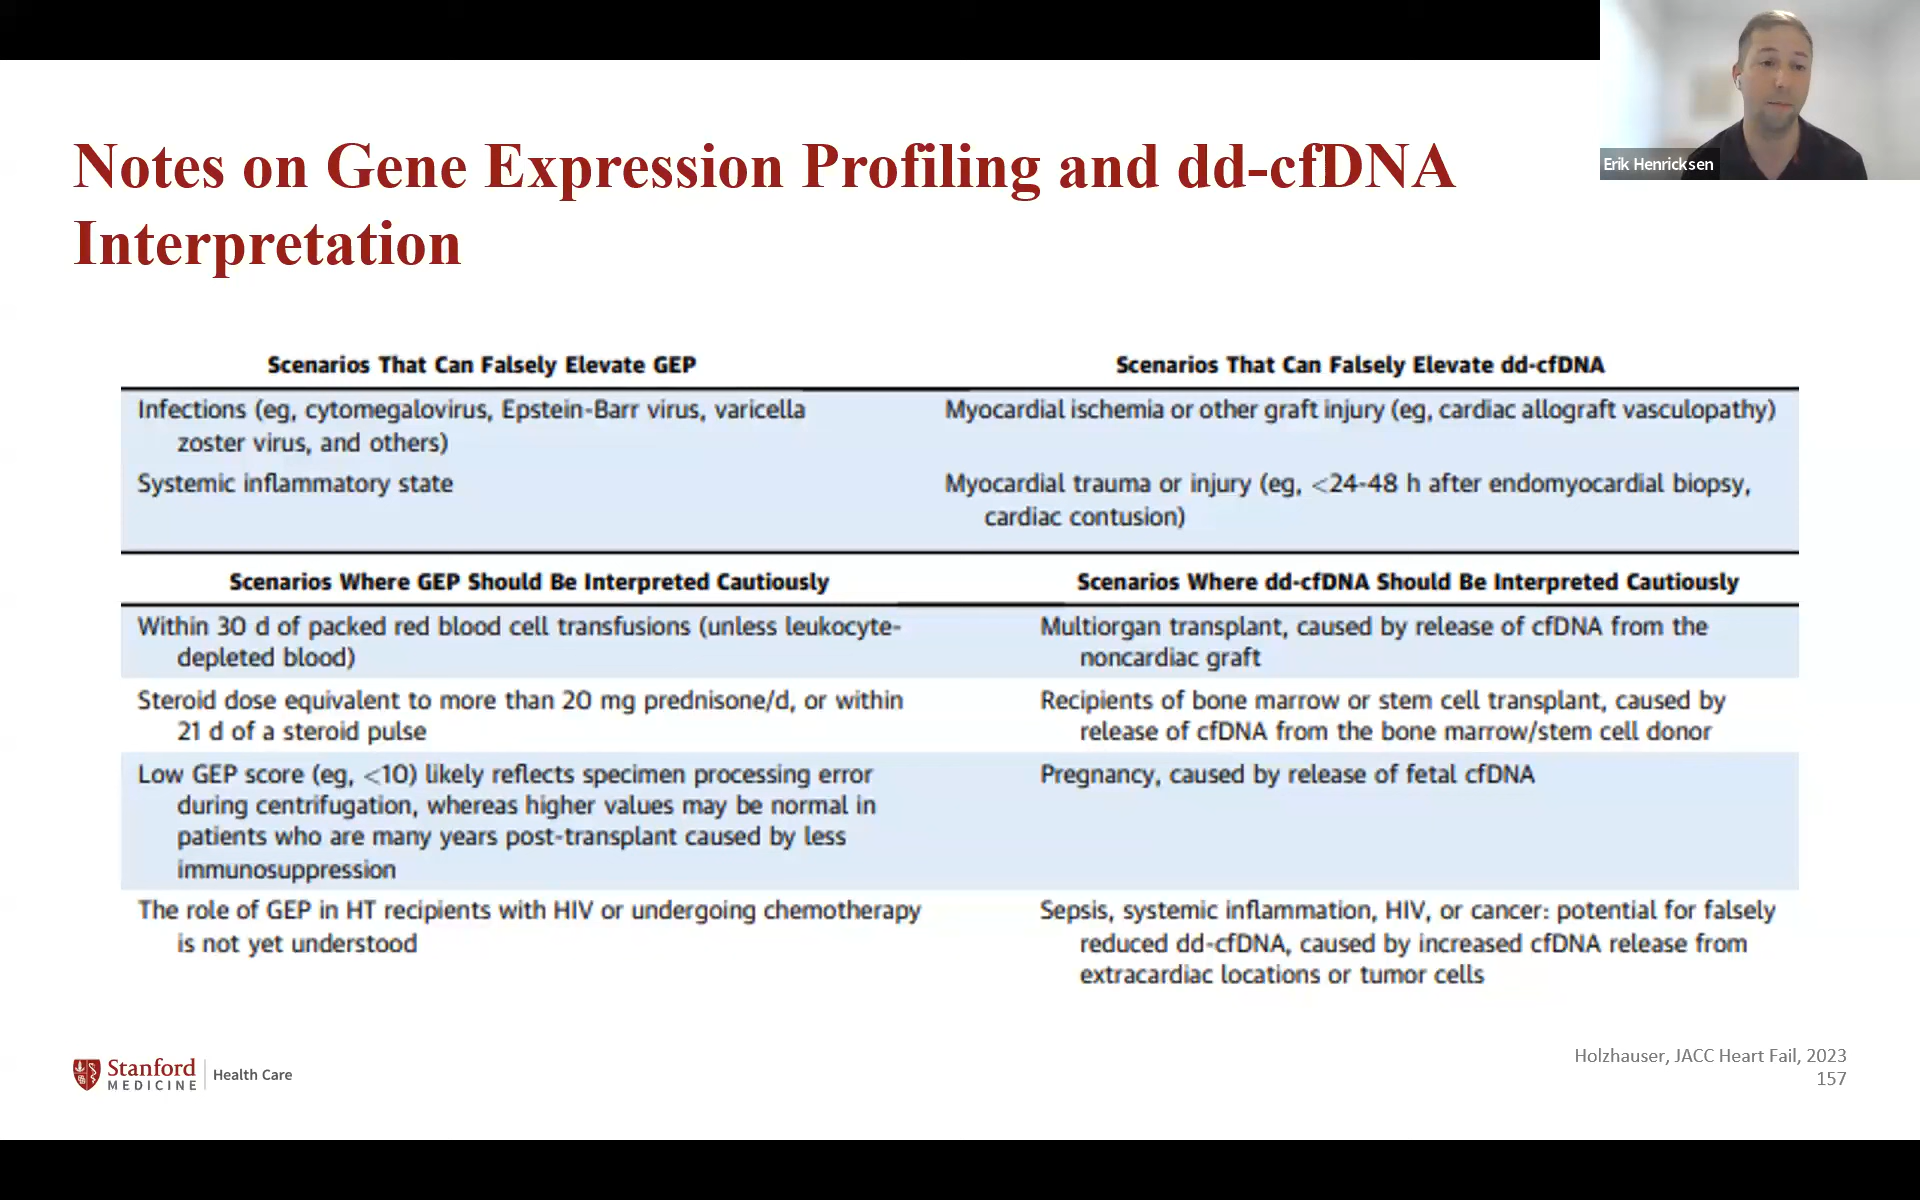 Erik Henricksen
Notes on Gene Expression Profiling and dd-cfDNA
Interpretation
Scenarios That Can Falsely Elevate GEP
Scenarios That Can Falsely Elevate dd-cfDNA
Infections (eg, cytomegalovirus, Epstein-Barr virus, varicella
zoster virus, and others)
Myocardial ischemia or other graft injury (eg, cardiac allograft vasculopathy)
Systemic inflammatory state
Myocardial trauma or injury (eg, <24-48 h after endomyocardial biopsy,
cardiac contusion)
Scenarios Where GEP Should Be Interpreted Cautiously
Scenarios Where dd-cfDNA Should Be Interpreted Cautiously
Within 30 d of packed red blood cell transfusions (unless leukocyte-
depleted blood)
Multiorgan transplant, caused by release of cfDNA from the
noncardiac graft
Steroid dose equivalent to more than 20 mg prednisone/d, or within
21 d of a steroid pulse
Recipients of bone marrow or stem cell transplant, caused by
release of cfDNA from the bone marrow/stem cell donor
Low GEP score (eg, <10) likely reflects specimen processing error
during centrifugation, whereas higher values may be normal in
patients who are many years post-transplant caused by less
immunosuppression
Pregnancy, caused by release of fetal cfDNA
The role of GEP in HT recipients with HIV or undergoing chemotherapy
is not yet understood
Sepsis, systemic inflammation, HIV, or cancer: potential for falsely
reduced dd-cfDNA, caused by increased cfDNA release from
extracardiac locations or tumor cells
Stanford
MEDICINE
Health Care
Holzhauser, JACC Heart Fail, 2023
157